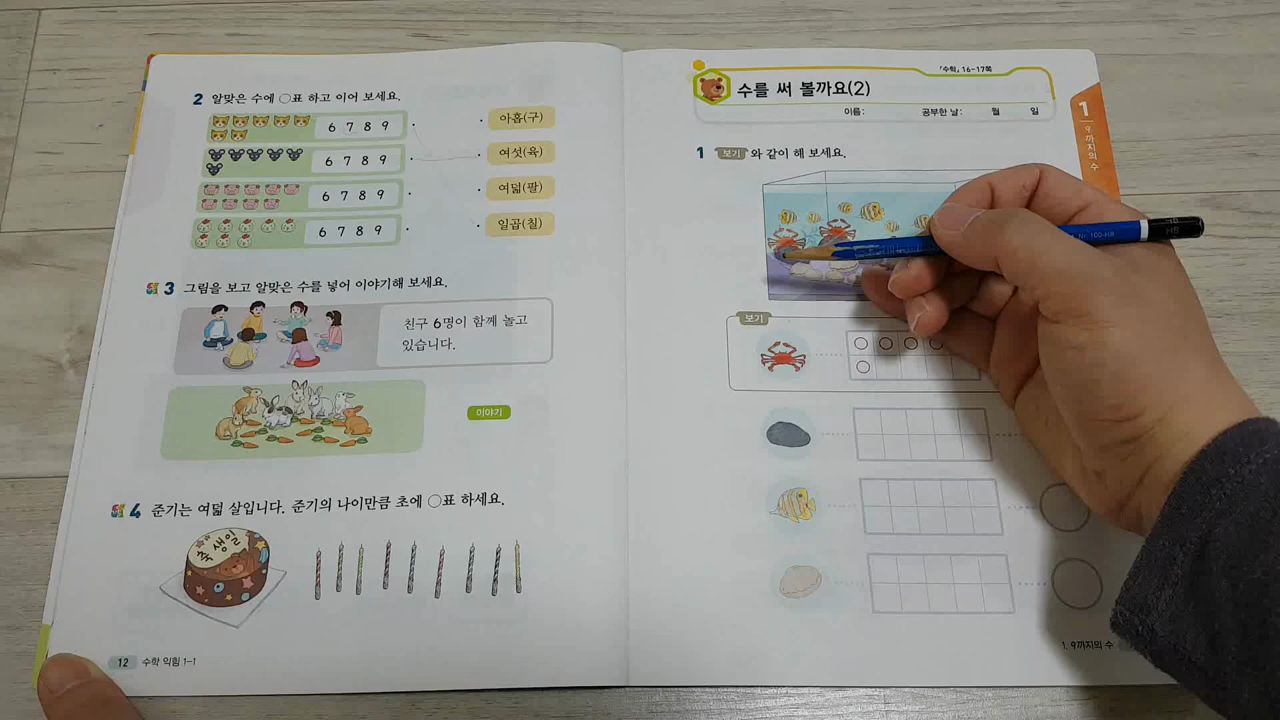 2 알맞은 수에 ○표 하고 이어 보세요.
6 7 8 9
아홉(구)
6 7 8 9
여섯(육)
6 7 8 9
여덟(팔)
6 7 8 9
일곱(칠)
3 그림을 보고 알맞은 수를 넣어 이야기해 보세요.
친구 6명이 함께 놀고
있습니다.
이야기
4 준기는 여덟 살입니다. 준기의 나이만큼 초에 ○표 하세요.
축 생일
12 수학 익힘 1-1
『수학』 16~17쪽
수를 써 볼까요(2)
이름: 공부한 날: 월 일
1
9까지의 수
1 보기 와 같이 해 보세요.
보기
1. 9까지의 수
HB